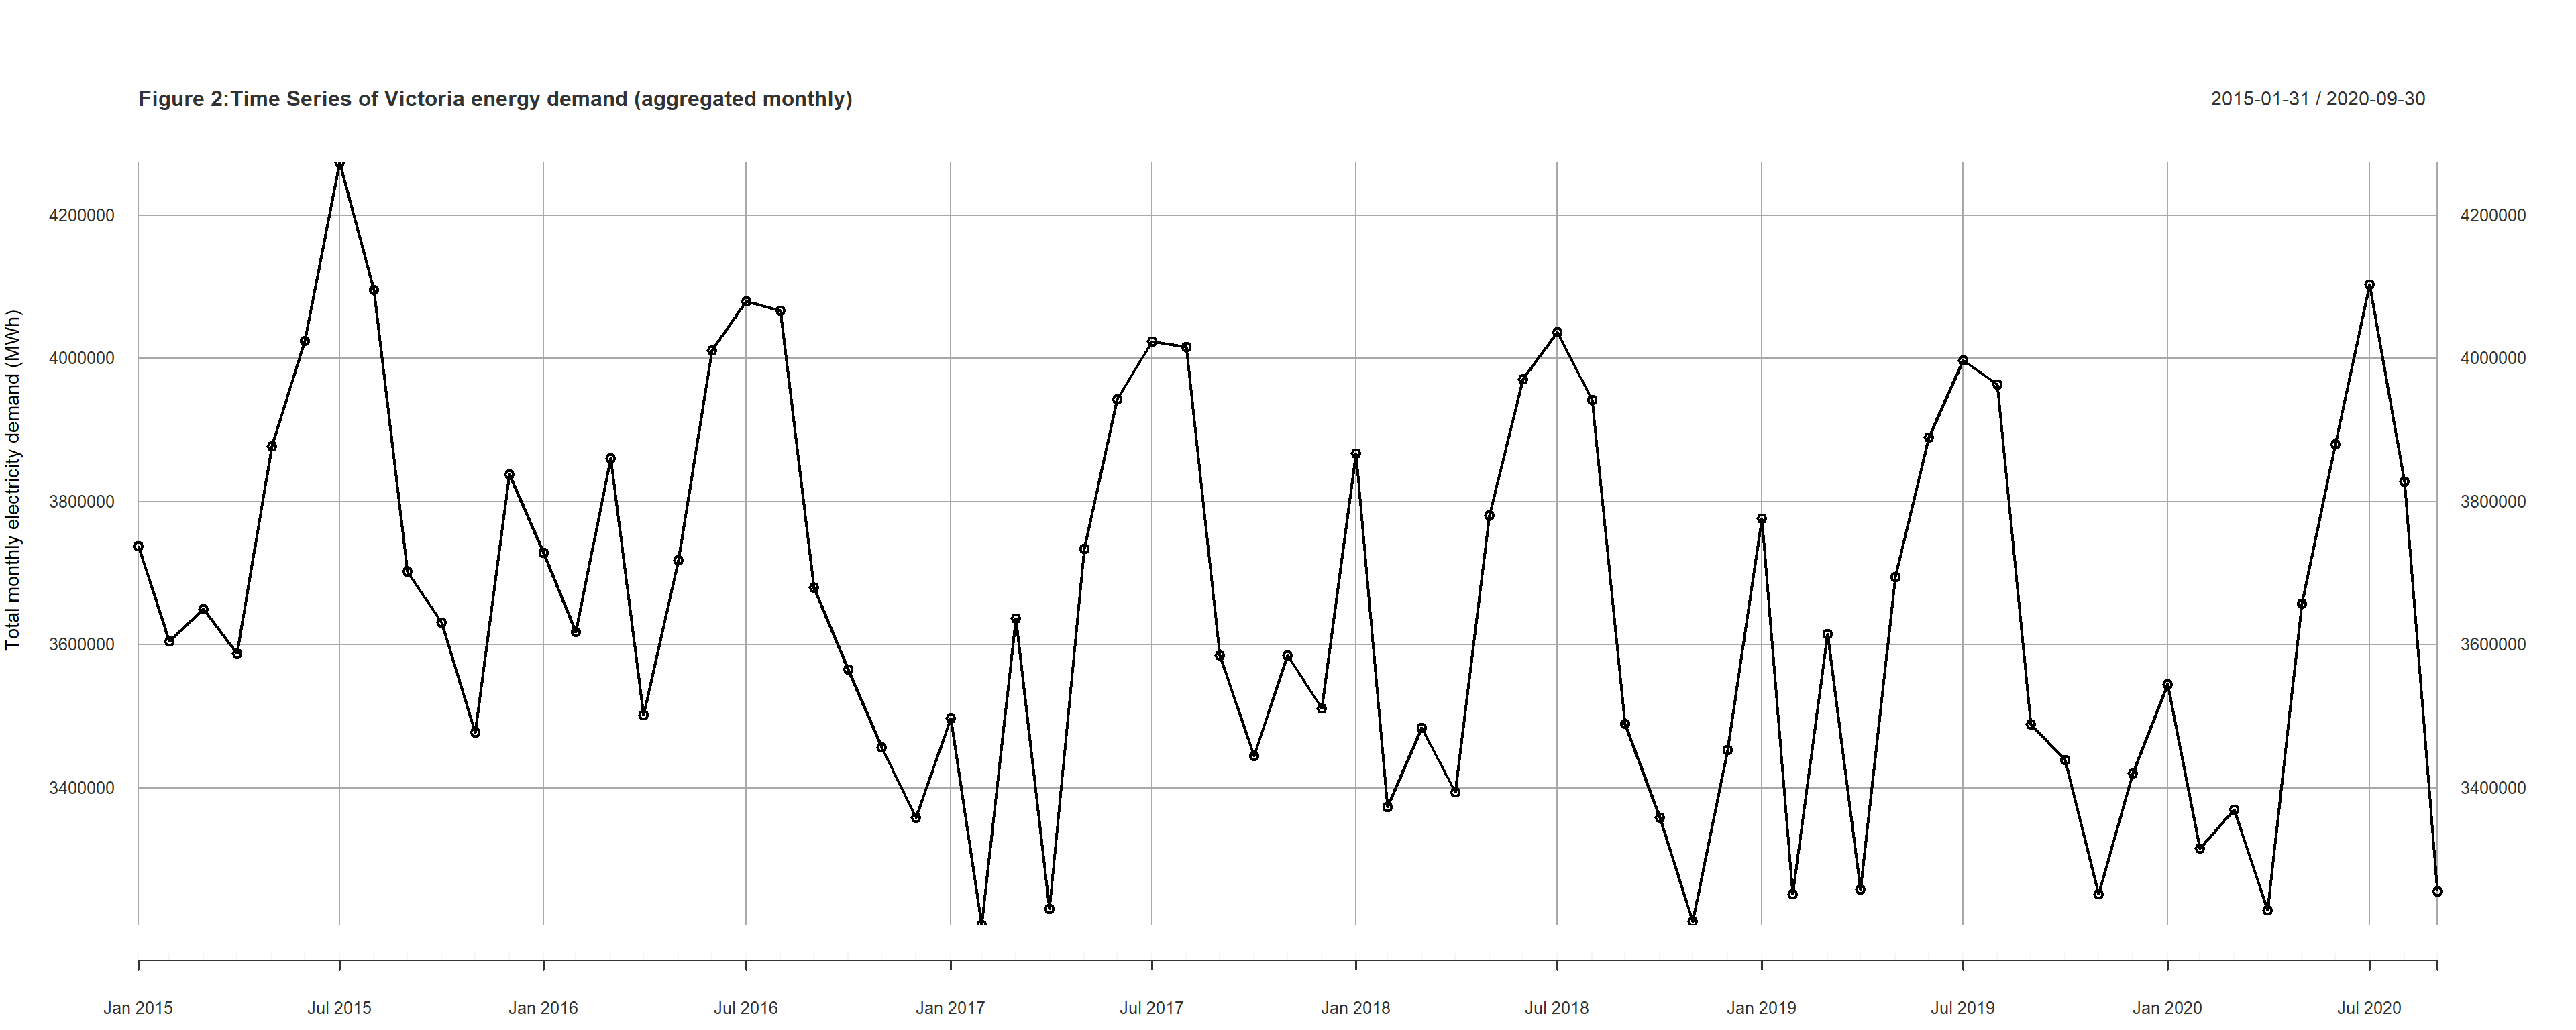 Figure 2:Time Series of Victoria energy demand (aggregated monthly)
2015-01-31 / 2020-09-30
Total monthly electricity demand (MWh)
4200000
4000000
3800000
3600000
3400000
4200000
4000000
3800000
3600000
3400000
Jan 2015
Jul 2015
Jan 2016
Jul 2016
Jan 2017
Jul 2017
Jan 2018
Jul 2018
Jan 2019
Jul 2019
Jan 2020
Jul 2020